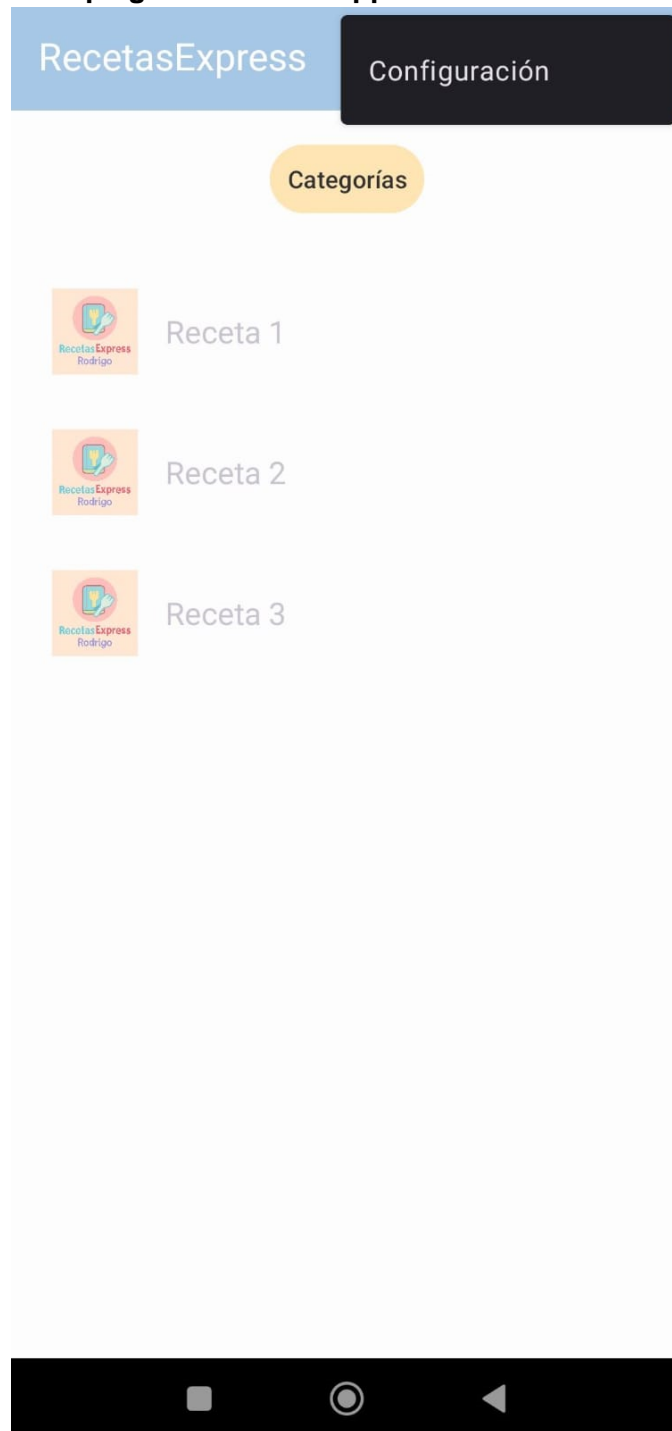 RecetasExpress
Configuración
Categorías
RecetasExpress
Rodrigo
Receta 1
RecetasExpress
Rodrigo
Receta 2
RecetasExpress
Rodrigo
Receta 3